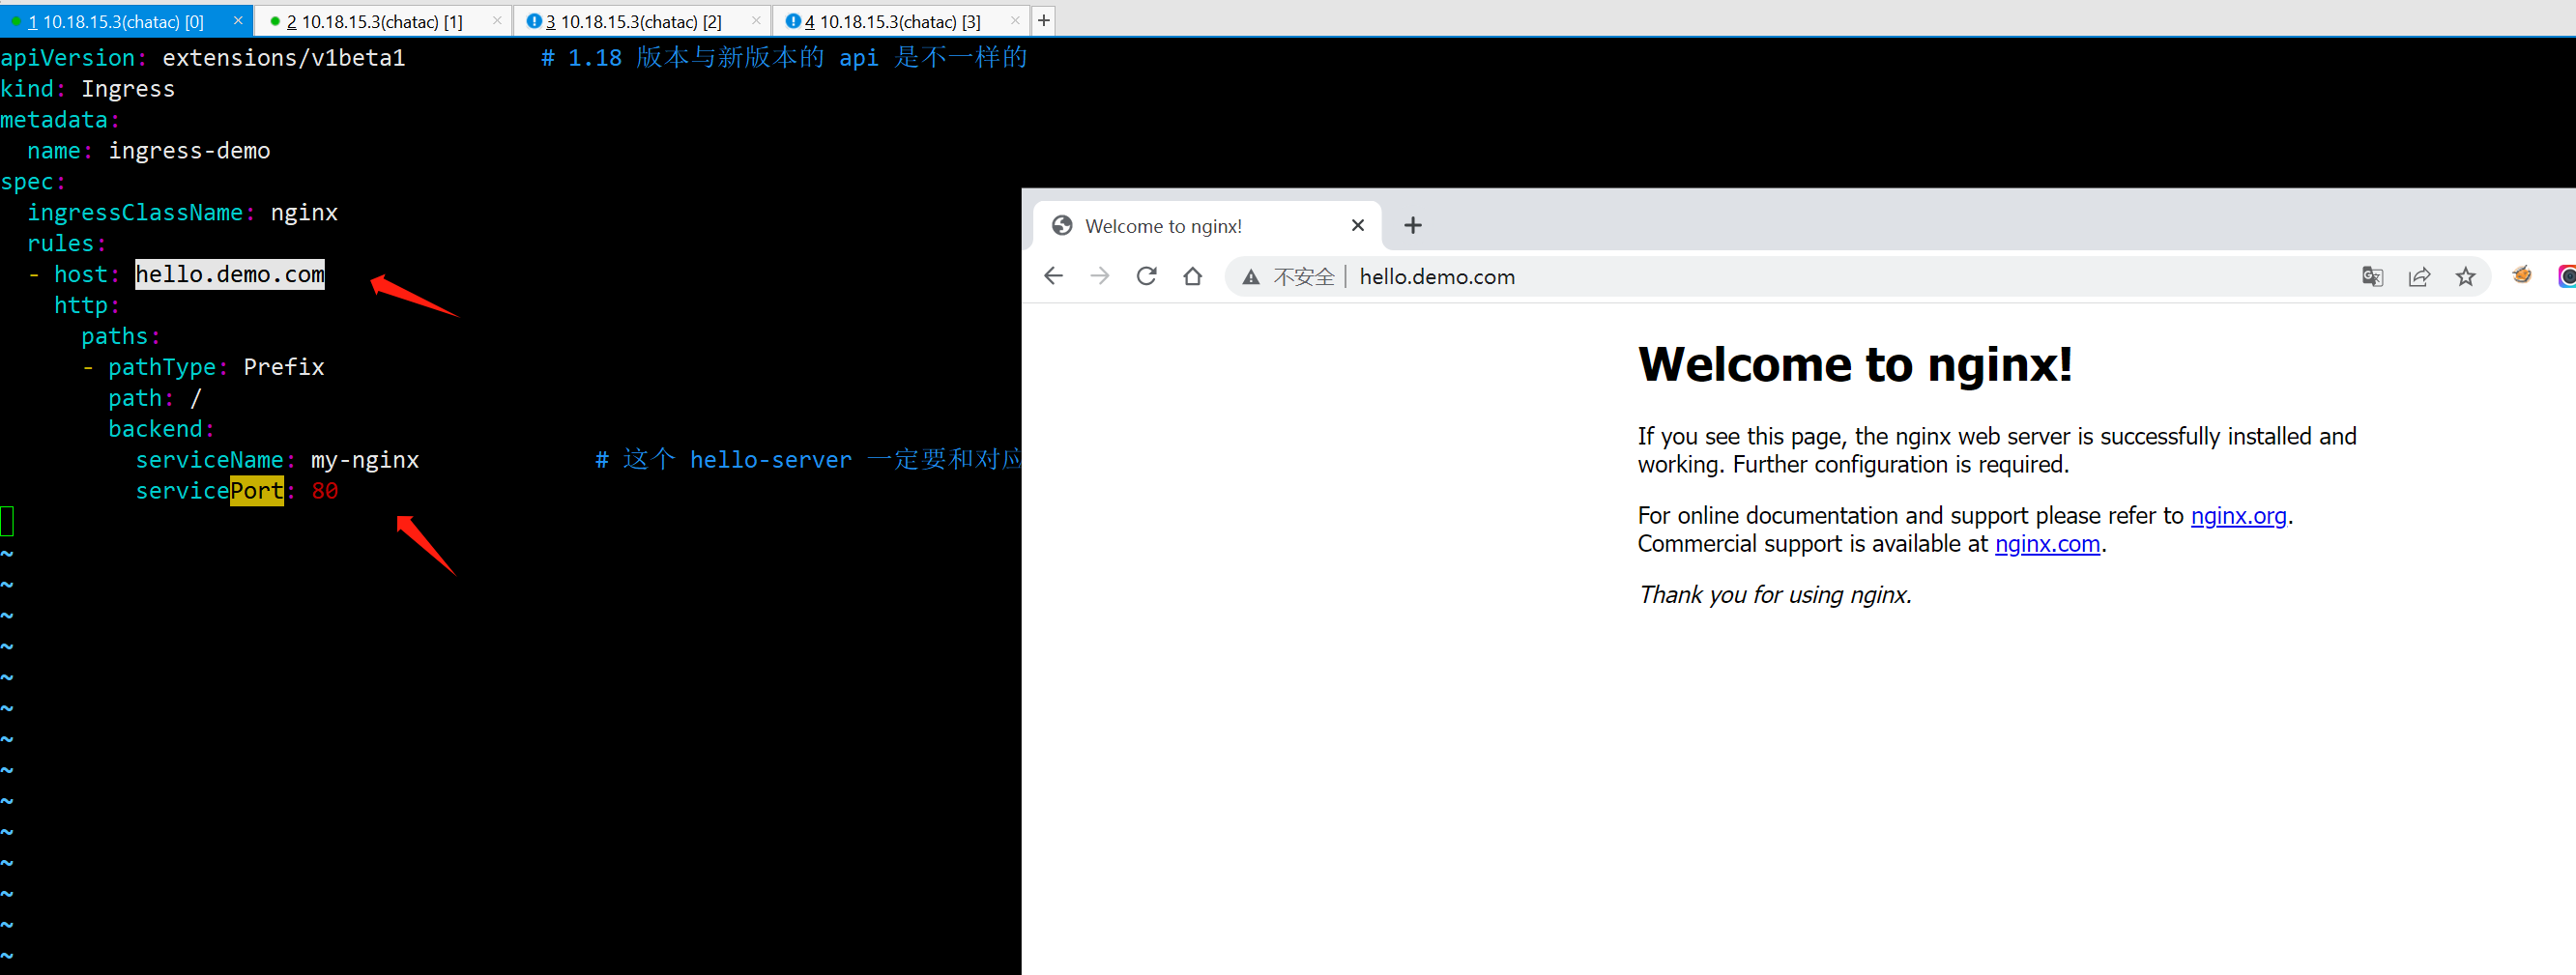 1 10.18.15.3(chatac) [0] × 2 10.18.15.3(chatac) [1] × 3 10.18.15.3(chatac) [2] × 4 10.18.15.3(chatac) [3] × +
apiVersion: extensions/v1beta1 # 1.18 版本与新版本的 api 是不一样的
kind: Ingress
metadata:
  name: ingress-demo
spec:
  ingressClassName: nginx
  rules:
  - host: hello.demo.com
    http:
      paths:
      - pathType: Prefix
        path: /
        backend:
          serviceName: my-nginx # 这个 hello-server 一定要和对应
          servicePort: 80
~
~
~
~
~
~
~
~
~
~
~
~
~
~
Welcome to nginx!
不安全 | hello.demo.com
Welcome to nginx!
If you see this page, the nginx web server is successfully installed and
working. Further configuration is required.
For online documentation and support please refer to nginx.org.
Commercial support is available at nginx.com.
Thank you for using nginx.